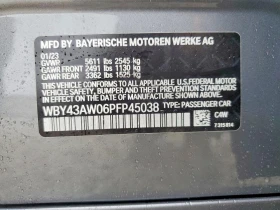 MFD BY BAYERISCHE MOTOREN WERKE AG
01/23
GVWR 5611 lbs 2545 kg
GAWR FRONT 2491 lbs 1130 kg
GAWR REAR 3362 lbs 1525 kg
THIS VEHICLE CONFORMS TO ALL APPLICABLE FEDERAL MOTOR
VEHICLE SAFETY, BUMPER AND THEFT PREVENTION STANDARDS
IN EFFECT ON THE DATE OF MANUFACTURE SHOWN ABOVE.
WBY43AW06PFP45038 TYPE: PASSENGER CAR
C4W